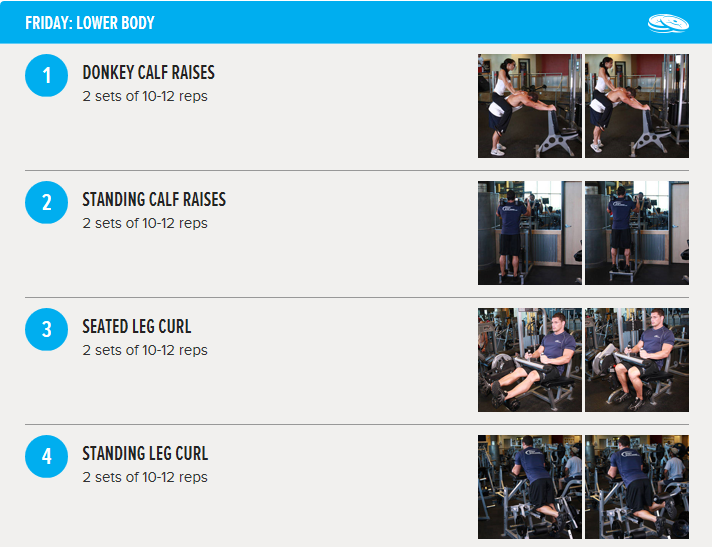 FRIDAY: LOWER BODY
1
DONKEY CALF RAISES
2 sets of 10-12 reps
2
STANDING CALF RAISES
2 sets of 10-12 reps
3
SEATED LEG CURL
2 sets of 10-12 reps
4
STANDING LEG CURL
2 sets of 10-12 reps